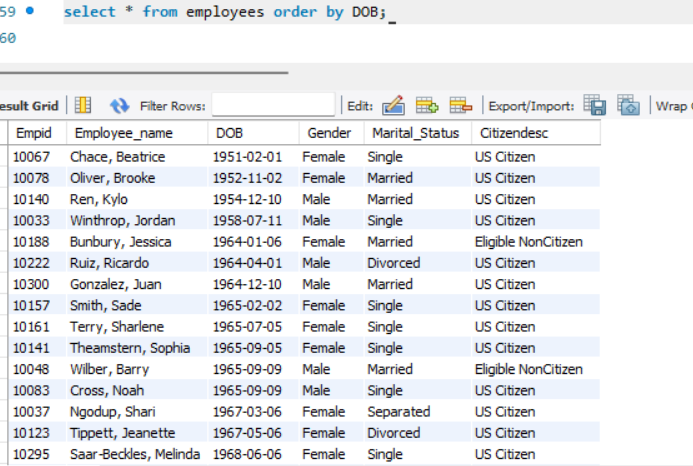 59 select * from employees order by DOB;
60
esult Grid Filter Rows: Edit: Export/Import: Wrap
Empid Employee_name DOB Gender Marital_Status Citizendesc
10067 Chace, Beatrice 1951-02-01 Female Single US Citizen
10078 Oliver, Brooke 1952-11-02 Female Married US Citizen
10140 Ren, Kylo 1954-12-10 Male Married US Citizen
10033 Winthrop, Jordan 1958-07-11 Male Single US Citizen
10188 Bunbury, Jessica 1964-01-06 Female Married Eligible NonCitizen
10222 Ruiz, Ricardo 1964-04-01 Male Divorced US Citizen
10300 Gonzalez, Juan 1964-12-10 Male Married US Citizen
10157 Smith, Sade 1965-02-02 Female Single US Citizen
10161 Terry, Sharlene 1965-07-05 Female Single US Citizen
10141 Theamstern, Sophia 1965-09-05 Female Single US Citizen
10048 Wilber, Barry 1965-09-09 Male Married Eligible NonCitizen
10083 Cross, Noah 1965-09-09 Male Single US Citizen
10037 Ngodup, Shari 1967-03-06 Female Separated US Citizen
10123 Tippett, Jeanette 1967-05-06 Female Divorced US Citizen
10295 Saar-Beckles, Melinda 1968-06-06 Female Single US Citizen